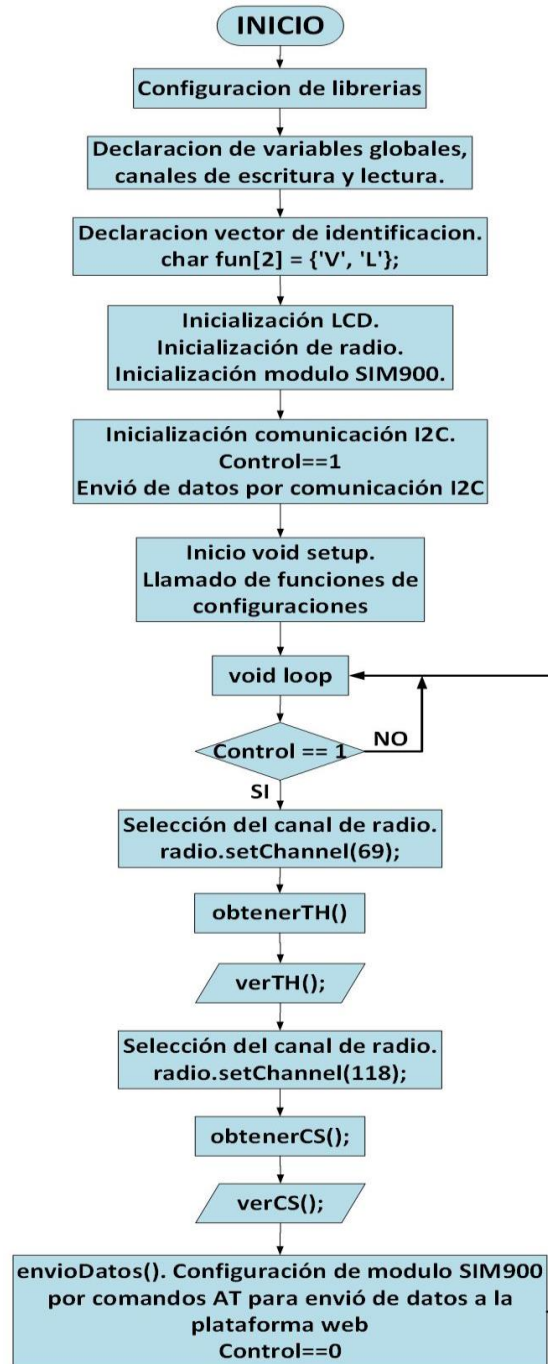 INICIO
Configuracion de librerias
Declaracion de variables globales,
canales de escritura y lectura.
Declaracion vector de identificacion.
char fun[2] = {'V', 'L'};
Inicialización LCD.
Inicialización de radio.
Inicialización modulo SIM900.
Inicialización comunicación I2C.
Control==1
Envió de datos por comunicación I2C
Inicio void setup.
Llamado de funciones de
configuraciones
void loop
Control == 1
NO
SI
Selección del canal de radio.
radio.setChannel(69);
obtenerTH()
verTH();
Selección del canal de radio.
radio.setChannel(118);
obtenerCS();
verCS();
envioDatos(). Configuración de modulo SIM900
por comandos AT para envió de datos a la
plataforma web
Control==0